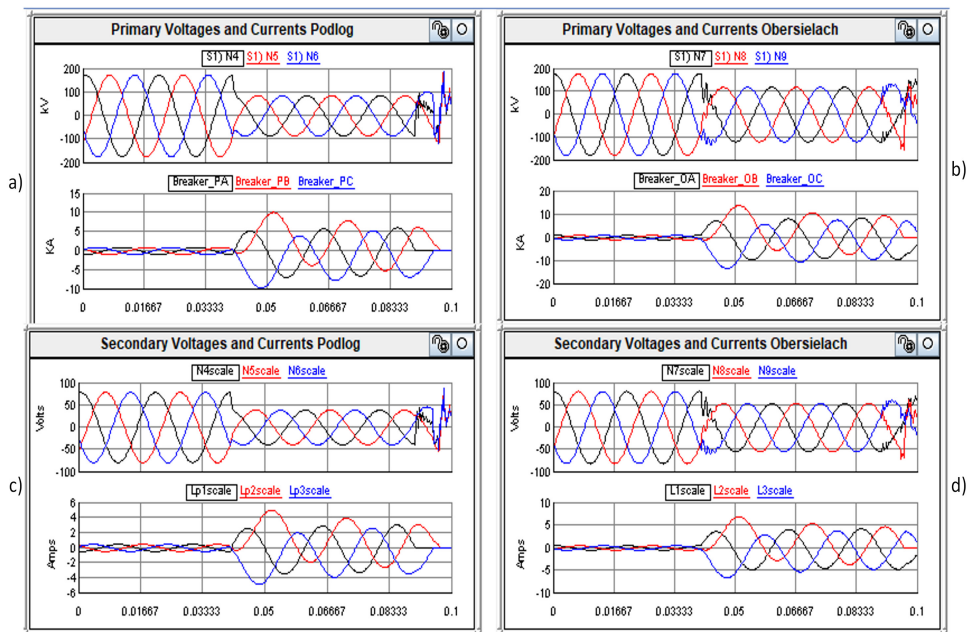 Primary Voltages and Currents Podlog
S1) N4 S1) N5 S1) N6
200
100
0
-100
-200
kV
a)
Breaker_PA Breaker_PB Breaker_PC
15
10
5
0
-5
-10
KA
0 0.01667 0.03333 0.05 0.06667 0.08333 0.1
Primary Voltages and Currents Obersielach
S1) N7 S1) N8 S1) N9
200
100
0
-100
-200
kV
b)
Breaker_OA Breaker_OB Breaker_OC
20
10
0
-10
-20
KA
0 0.01667 0.03333 0.05 0.06667 0.08333 0.1
Secondary Voltages and Currents Podlog
N4scale N5scale N6scale
100
50
0
-50
-100
Volts
c)
Lp1scale Lp2scale Lp3scale
6
4
2
0
-2
-4
-6
Amps
0 0.01667 0.03333 0.05 0.06667 0.08333 0.1
Secondary Voltages and Currents Obersielach
N7scale N8scale N9scale
100
50
0
-50
-100
Volts
d)
L1scale L2scale L3scale
10
5
0
-5
-10
Amps
0 0.01667 0.03333 0.05 0.06667 0.08333 0.1